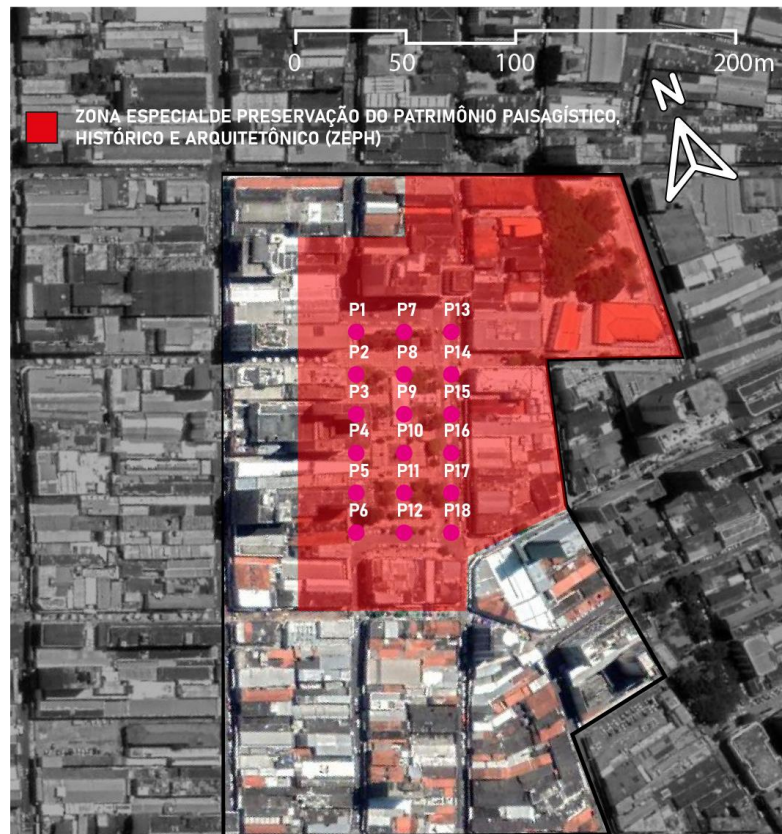 0 50 100 200m
N
ZONA ESPECIALDE PRESERVAÇÃO DO PATRIMÔNIO PAISAGÍSTICO,
HISTÓRICO E ARQUITETÔNICO (ZEPH)
P1 P7 P13
P2 P8 P14
P3 P9 P15
P4 P10 P16
P5 P11 P17
P6 P12 P18